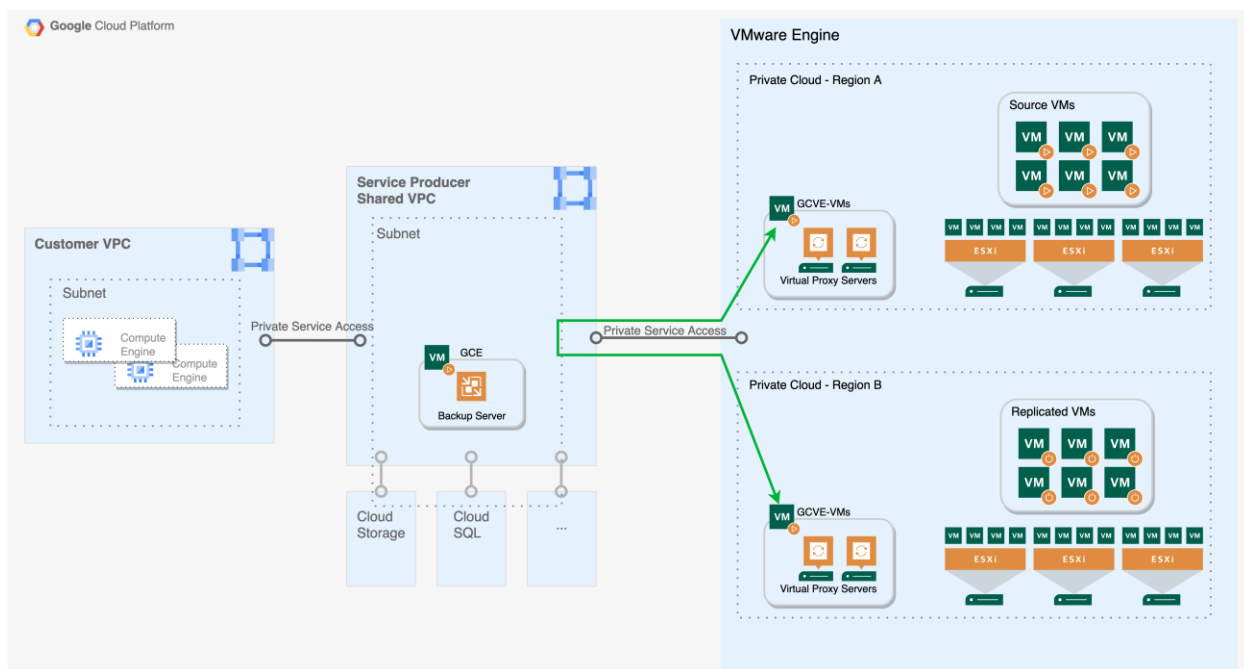 Google Cloud Platform
VMware Engine
Private Cloud - Region A
Source VMs
VM VM VM
VM VM VM
GCVE-VMs
VM
Virtual Proxy Servers
VM VM VM VM VM VM VM VM VM VM VM VM
ESXi ESXi ESXi
Service Producer
Shared VPC
Subnet
Customer VPC
Subnet
Compute
Engine
Compute
Engine
Private Service Access
Private Service Access
VM
GCE
Backup Server
Cloud
Storage
Cloud
SQL
...
Private Cloud - Region B
Replicated VMs
VM VM VM
VM VM VM
GCVE-VMs
VM
Virtual Proxy Servers
VM VM VM VM VM VM VM VM VM VM VM VM
ESXi ESXi ESXi